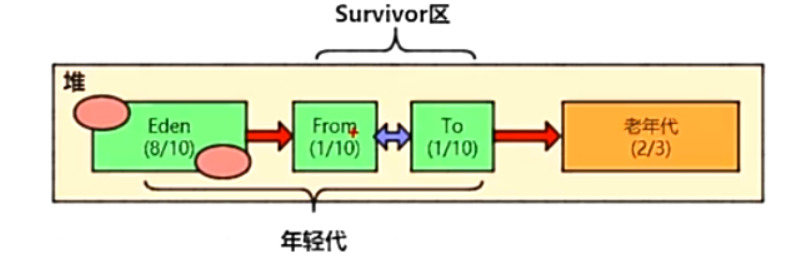 Survivor区
堆
Eden
(8/10)
From
(1/10)
To
(1/10)
老年代
(2/3)
年轻代